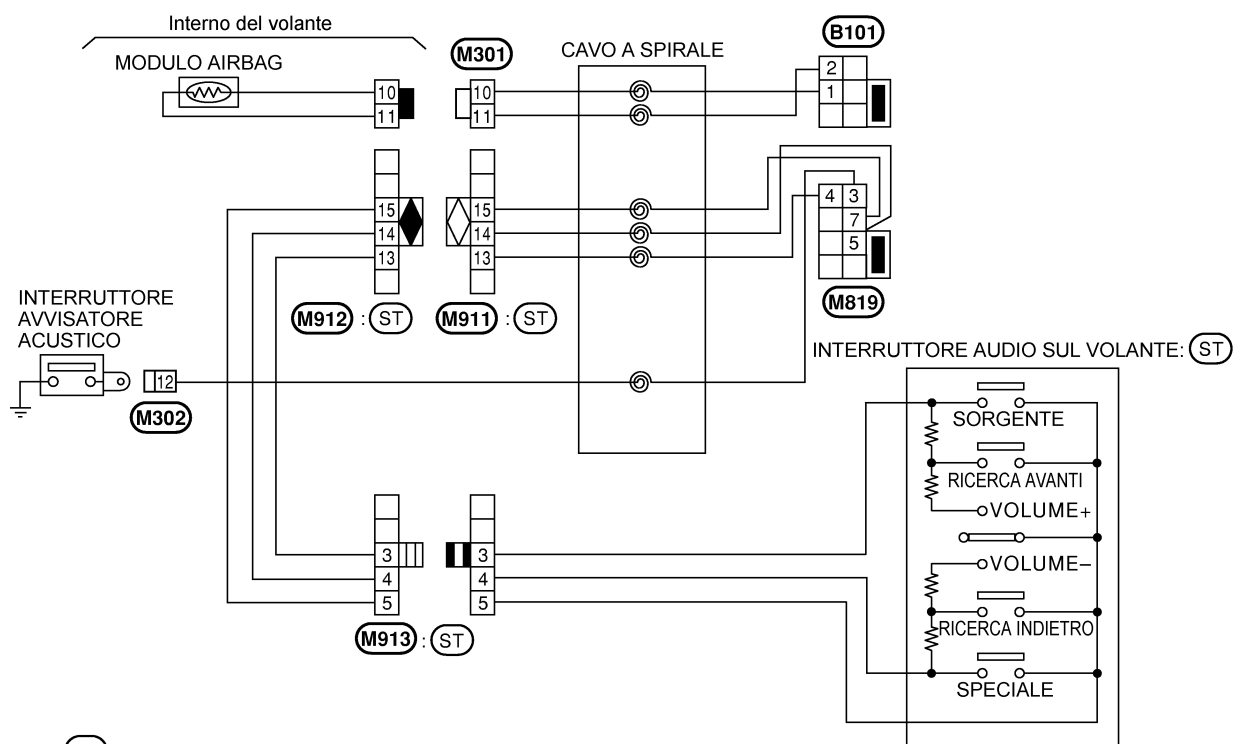 Interno del volante
MODULO AIRBAG
M301
CAVO A SPIRALE
B101
10
11
10
11
2
1
15
14
13
15
14
13
4 3
7
5
M912 : ST
M911 : ST
M819
INTERRUTTORE
AVVISATORE
ACUSTICO
12
M302
INTERRUTTORE AUDIO SUL VOLANTE: ST
SORGENTE
RICERCA AVANTI
VOLUME+
VOLUME−
RICERCA INDIETRO
SPECIALE
3
4
5
3
4
5
M913 : ST